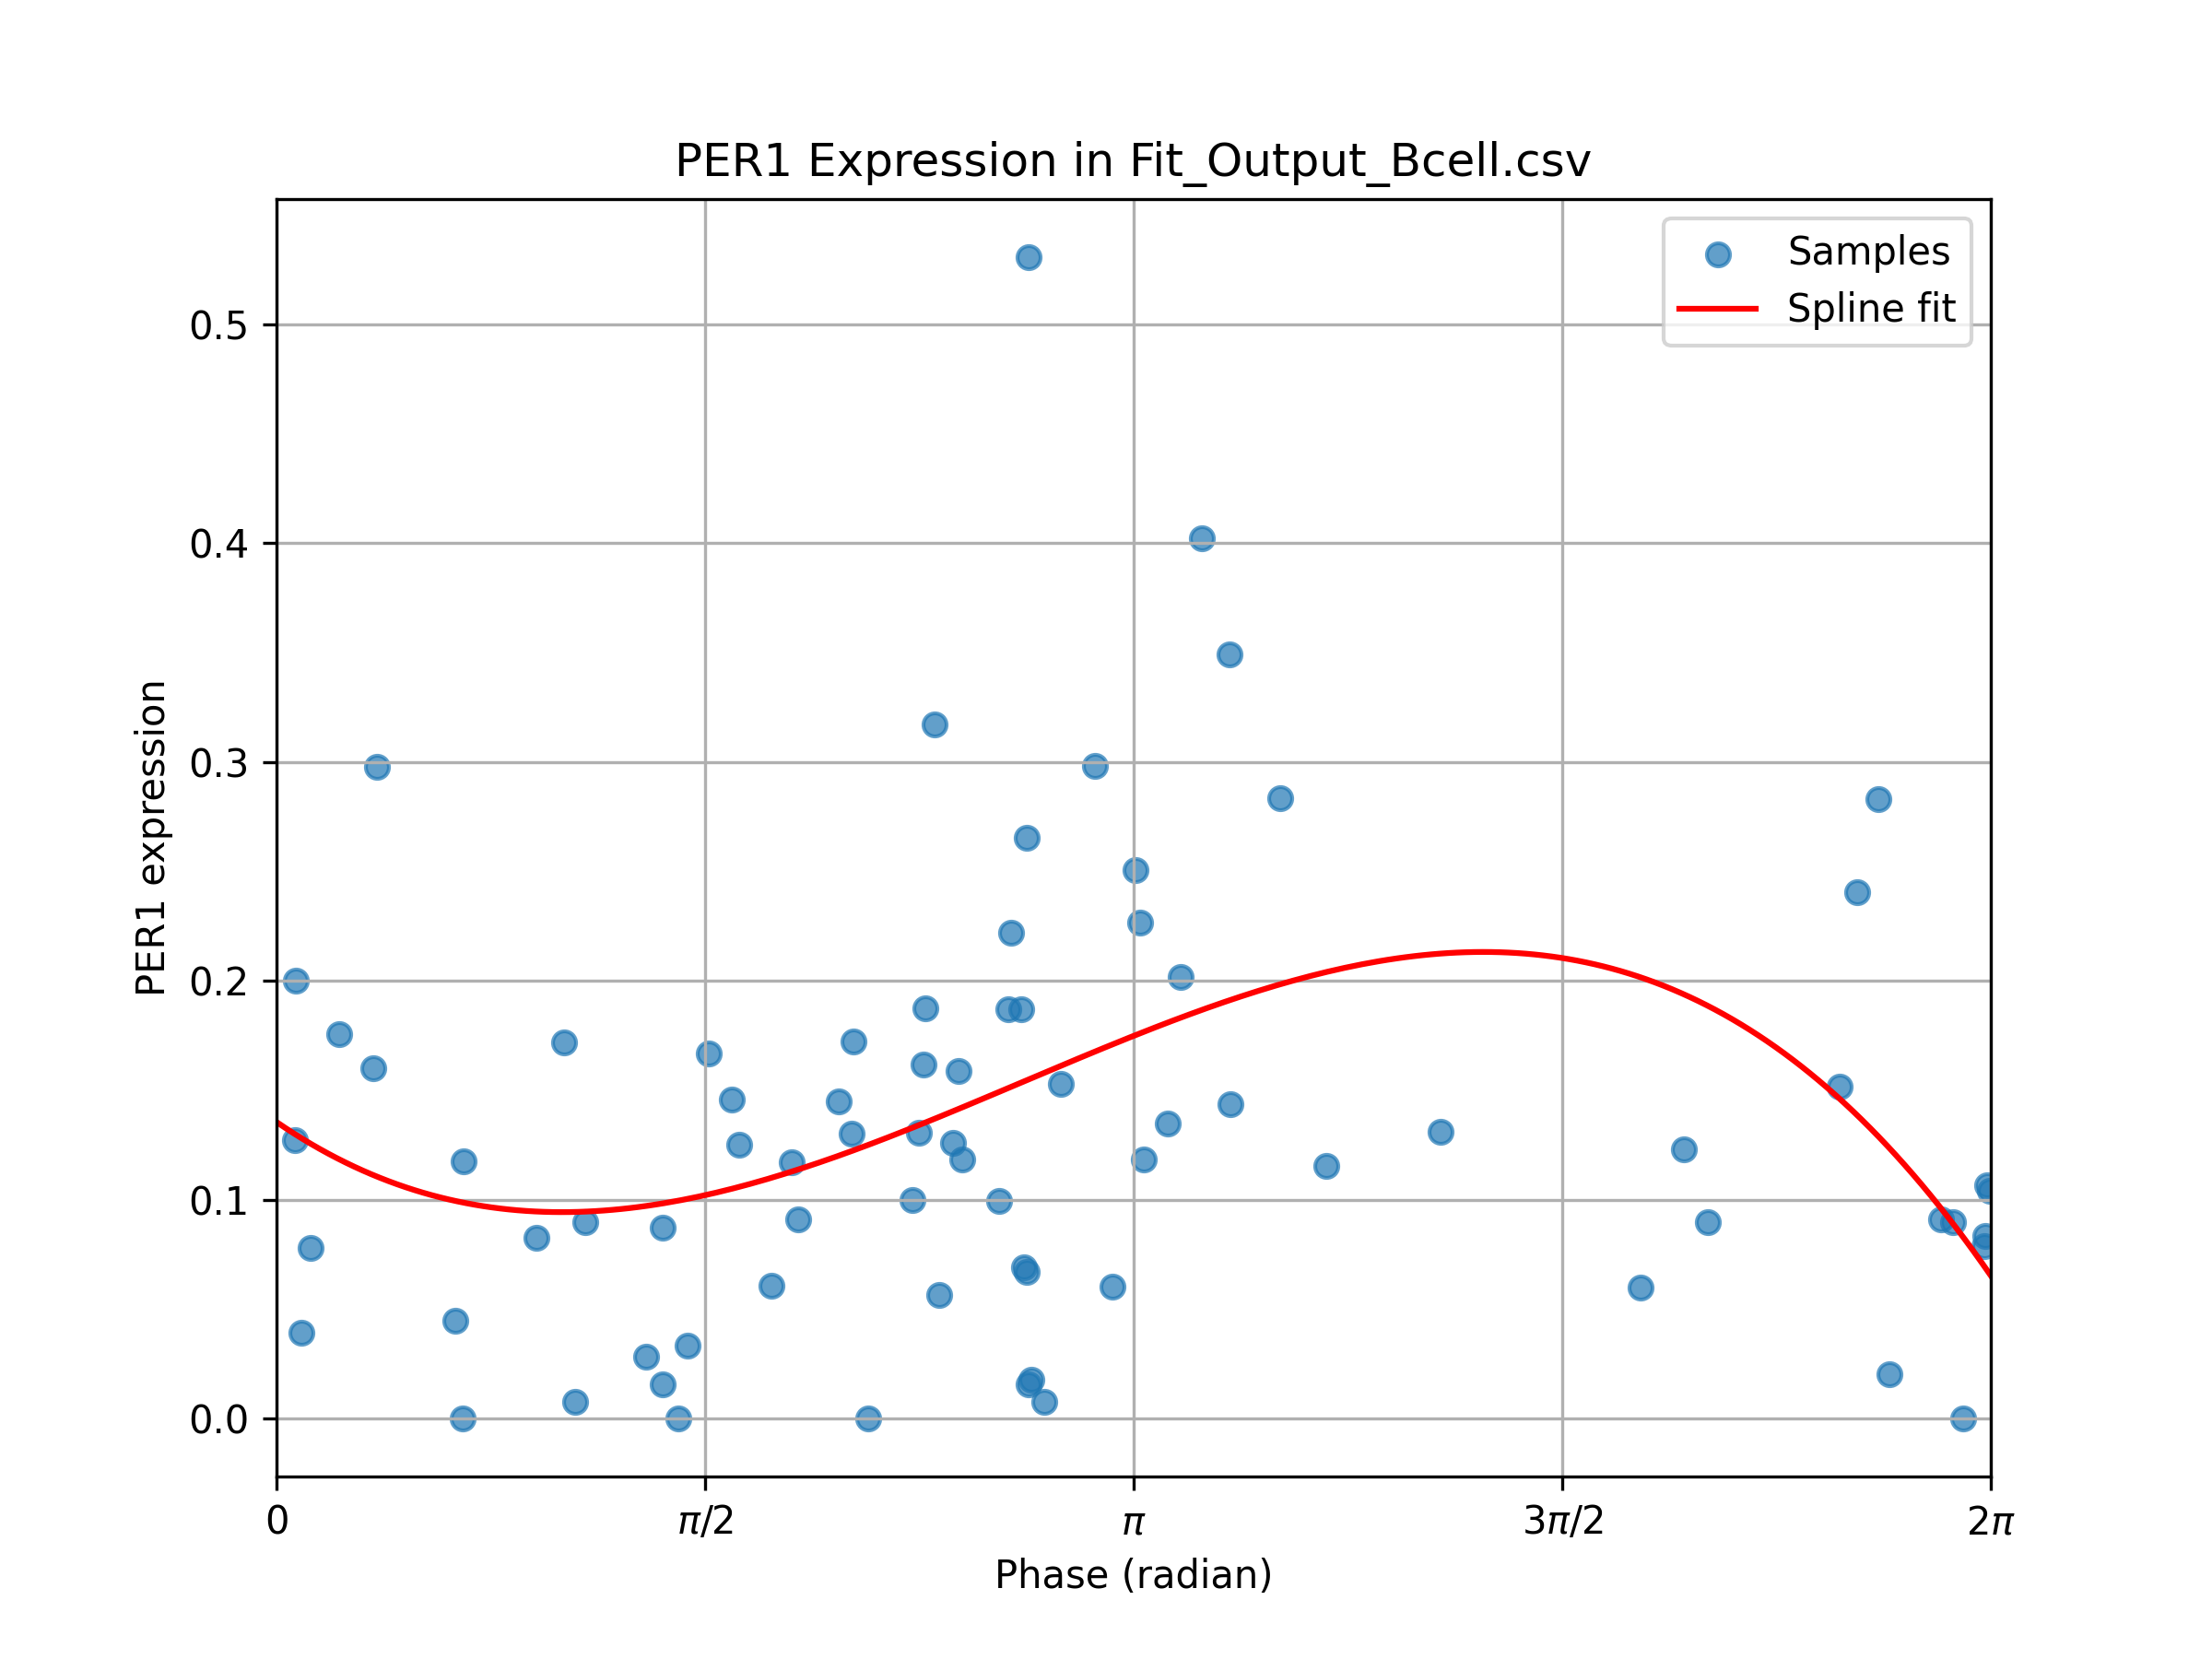 PER1 Expression in Fit_Output_Bcell.csv
Samples
Spline fit
PER1 expression
0.5
0.4
0.3
0.2
0.1
0.0
0 π/2 π 3π/2 2π
Phase (radian)